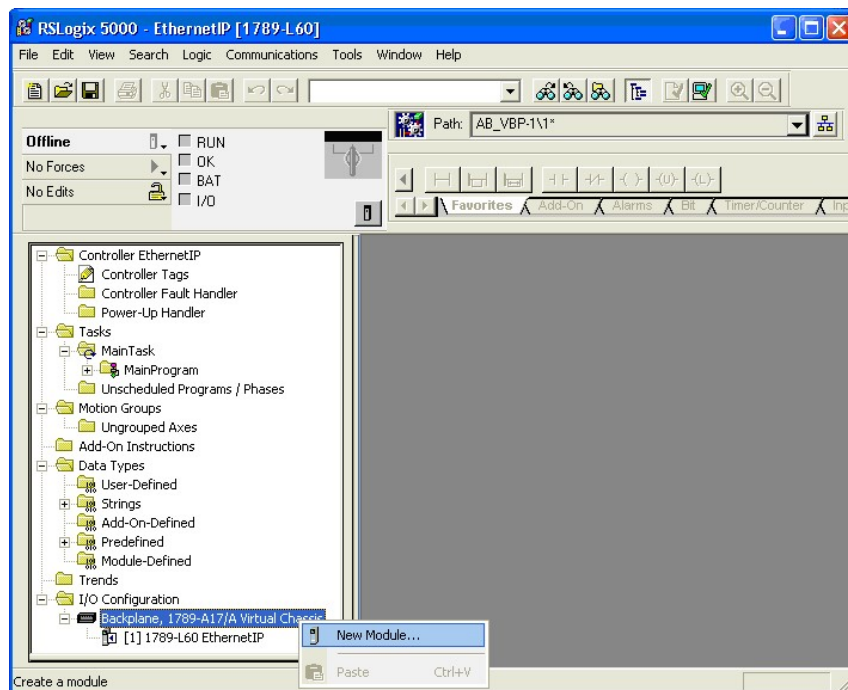 RSLogix 5000 - EthernetIP [1789-L60]
File Edit View Search Logic Communications Tools Window Help
Path: AB_VBP-1\1*
Offline
RUN
No Forces
OK
BAT
No Edits
I/O
Favorites Add-On Alarms Bit Timer/Counter
Controller EthernetIP
Controller Tags
Controller Fault Handler
Power-Up Handler
Tasks
MainTask
MainProgram
Unscheduled Programs / Phases
Motion Groups
Ungrouped Axes
Add-On Instructions
Data Types
User-Defined
Strings
Add-On-Defined
Predefined
Module-Defined
Trends
I/O Configuration
Backplane, 1789-A17/A Virtual Chassis
[1] 1789-L60 EthernetIP
New Module...
Paste Ctrl+V
Create a module